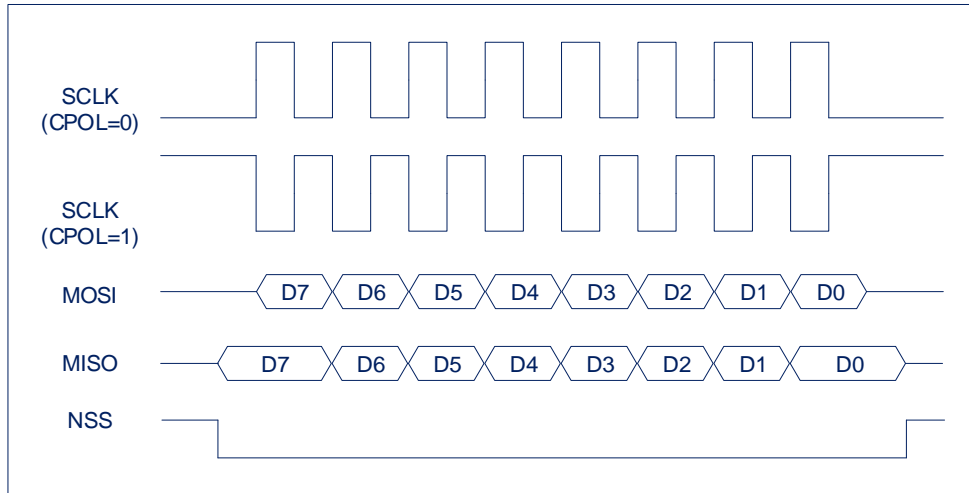 SCLK
(CPOL=0)
SCLK
(CPOL=1)
MOSI
D7 D6 D5 D4 D3 D2 D1 D0
MISO
D7 D6 D5 D4 D3 D2 D1 D0
NSS